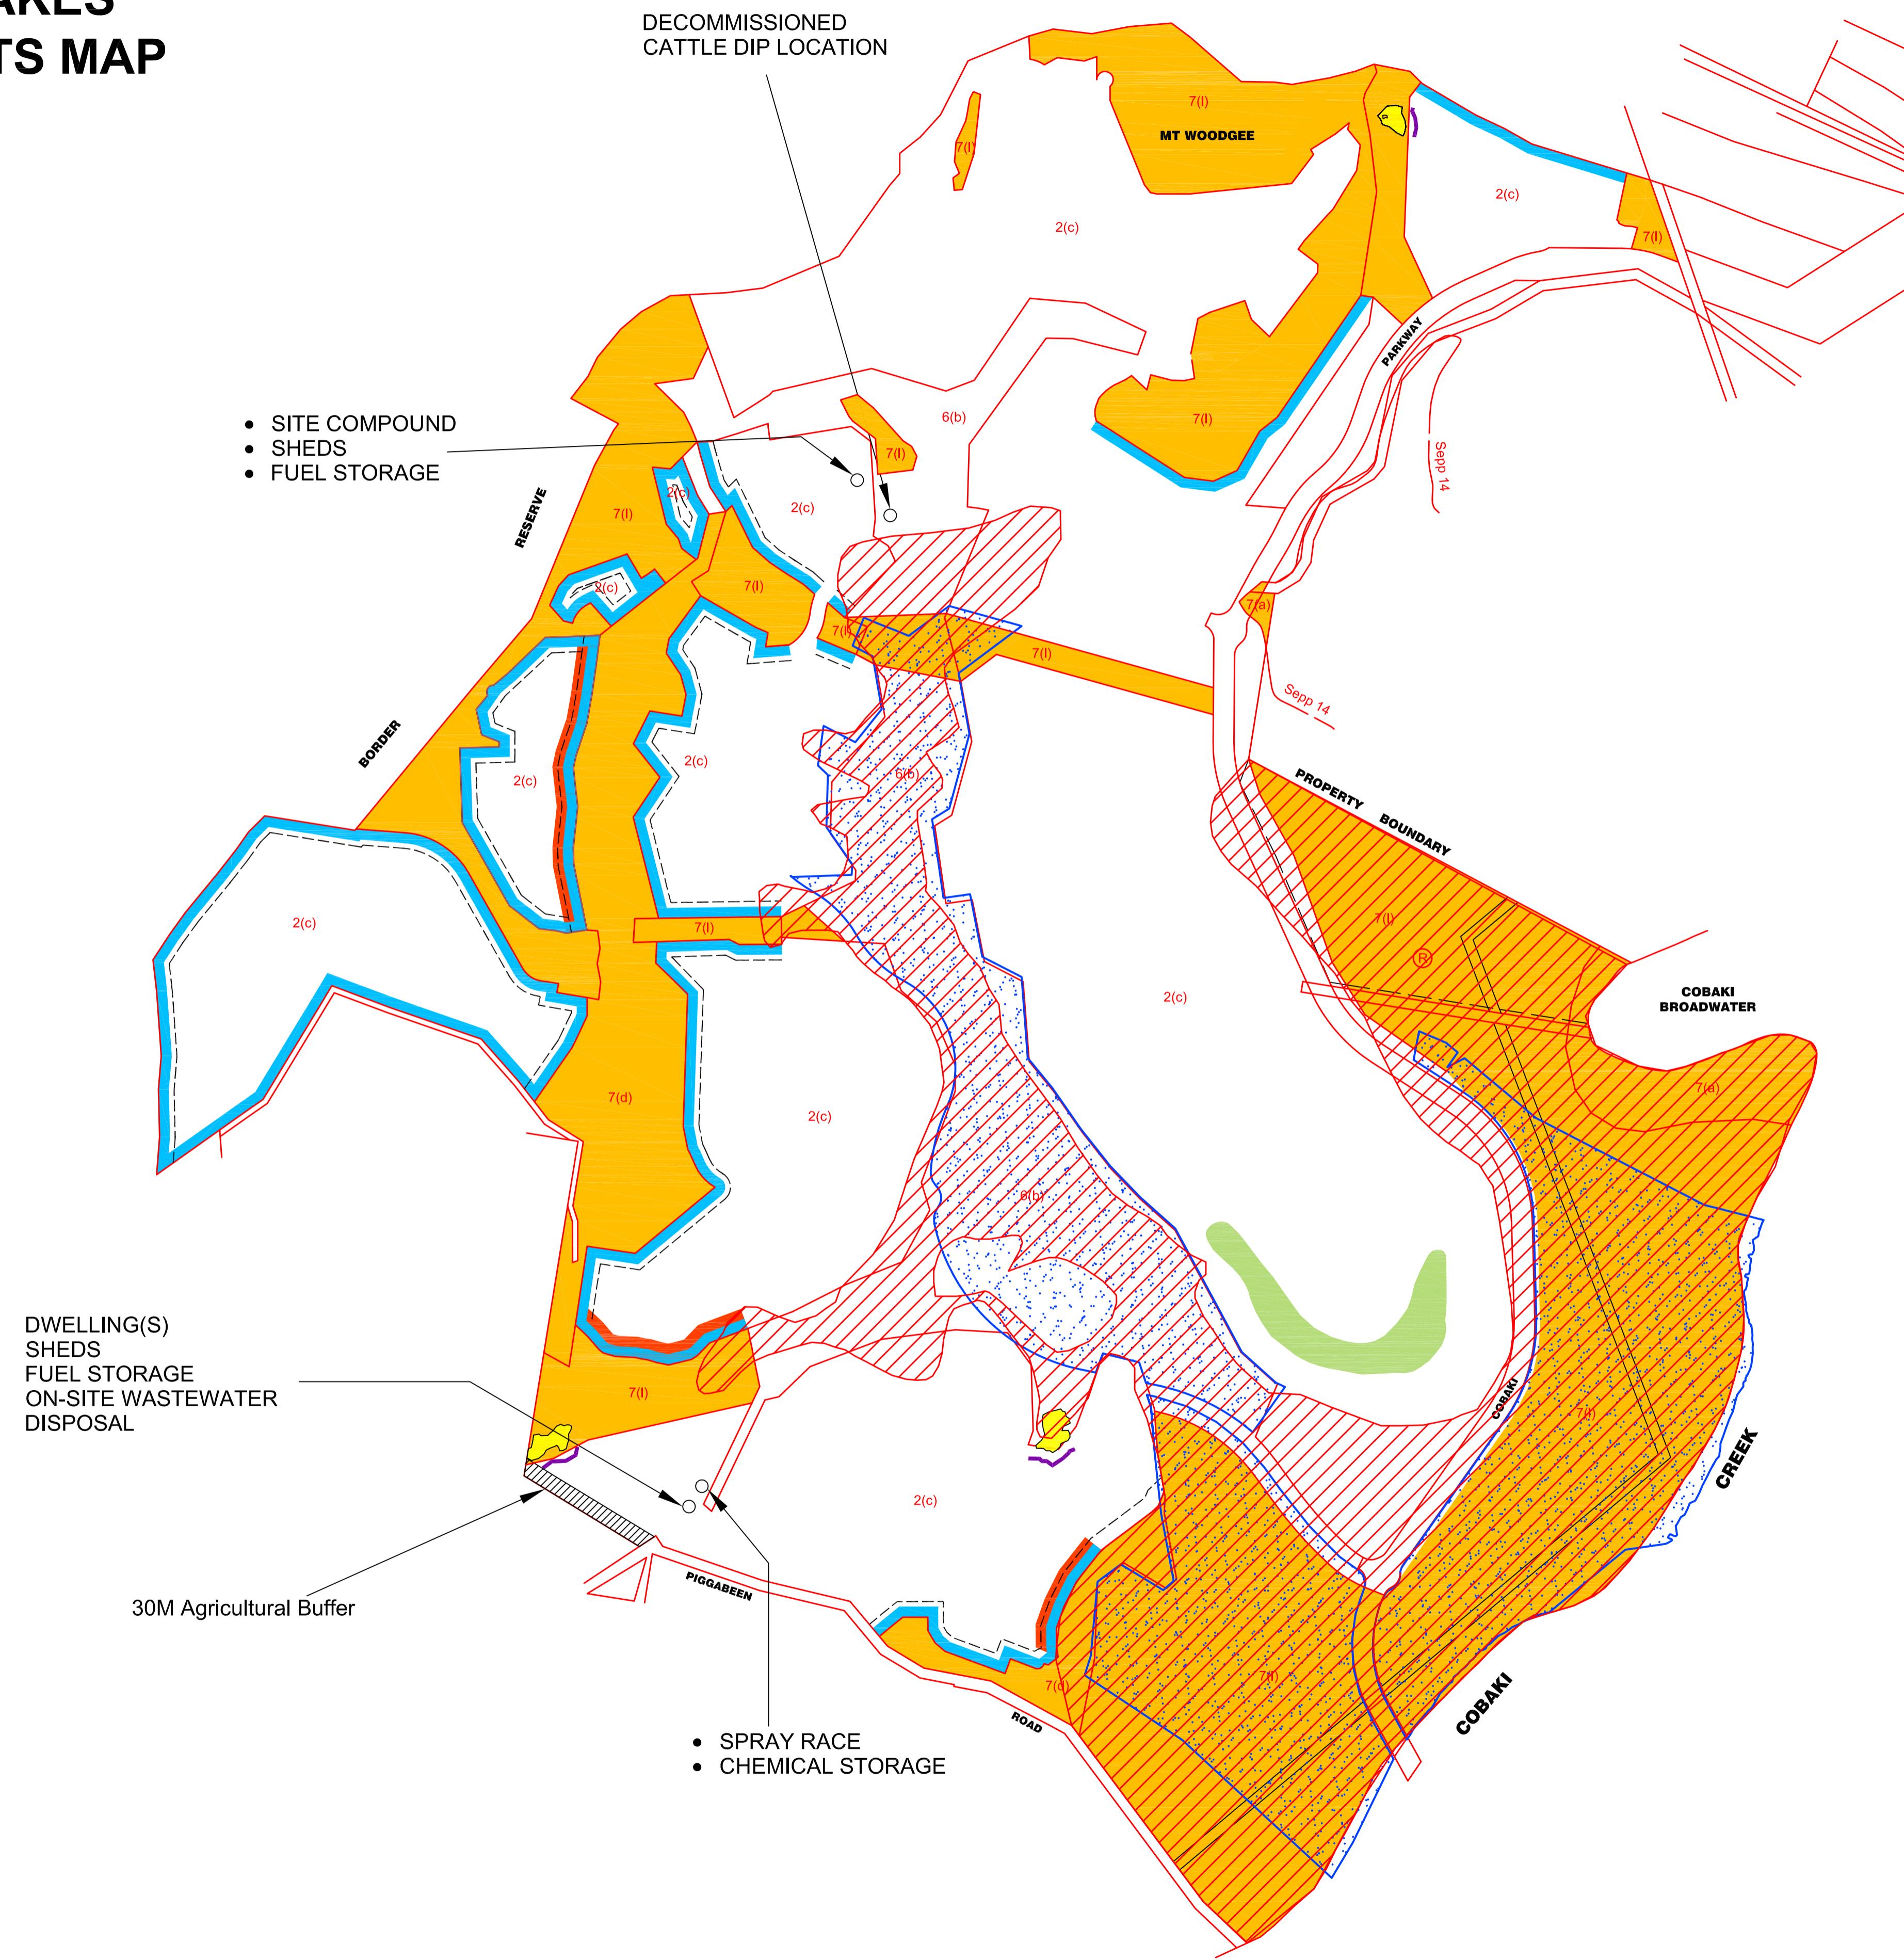 AKES
TS MAP
DECOMMISSIONED
CATTLE DIP LOCATION
7(l)
MT WOODGEE
7(l)
2(c)
2(c)
7(l)
PARKWAY
• SITE COMPOUND
• SHEDS
• FUEL STORAGE
6(b)
7(l)
7(l)
Sepp 14
RESERVE
2(c)
7(l)
2(c)
2(c)
7(l)
7(a)
7(l)
7(l)
Sepp 14
BORDER
2(c)
2(c)
6(b)
PROPERTY BOUNDARY
2(c)
7(l)
7(l)
R
2(c)
COBAKI
BROADWATER
7(d)
2(c)
7(a)
6(b)
DWELLING(S)
SHEDS
FUEL STORAGE
ON-SITE WASTEWATER
DISPOSAL
7(l)
COBAKI
7(l)
CREEK
2(c)
30M Agricultural Buffer
PIGGABEEN
7(l)
7(d)
COBAKI
ROAD
• SPRAY RACE
• CHEMICAL STORAGE